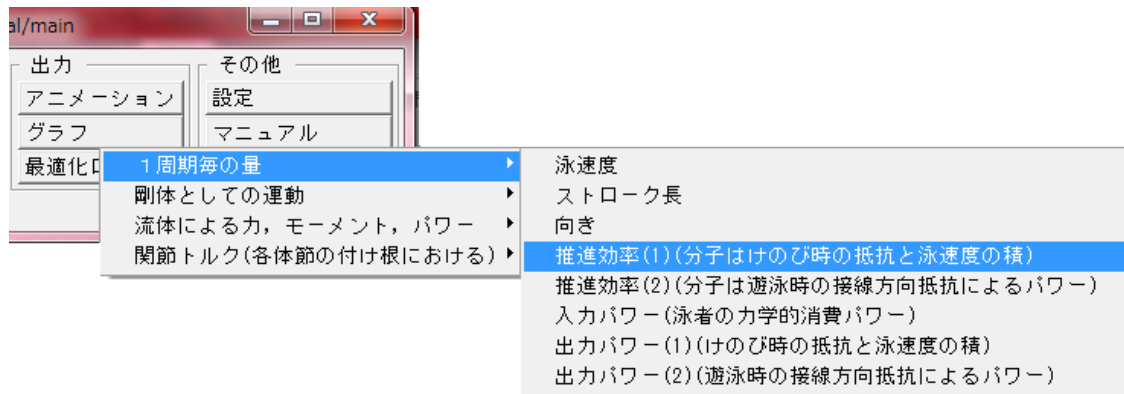 al/main
出力
その他
アニメーション
設定
グラフ
マニュアル
最適化
1周期毎の量
剛体としての運動
流体による力，モーメント，パワー
関節トルク(各体節の付け根における)
泳速度
ストローク長
向き
推進効率(1)(分子はけのび時の抵抗と泳速度の積)
推進効率(2)(分子は遊泳時の接線方向抵抗によるパワー)
入力パワー(泳者の力学的消費パワー)
出力パワー(1)(けのび時の抵抗と泳速度の積)
出力パワー(2)(遊泳時の接線方向抵抗によるパワー)